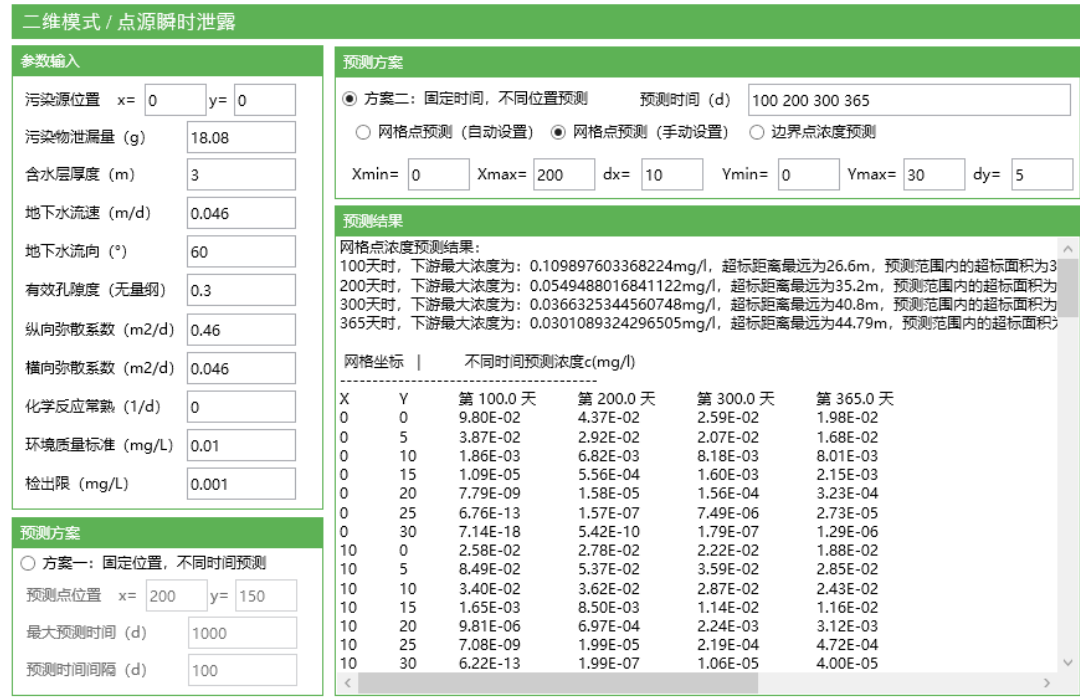 二维模式 / 点源瞬时泄露
参数输入
污染源位置 x= 0 y= 0
污染物泄漏量（g） 18.08
含水层厚度（m） 3
地下水流速（m/d） 0.046
地下水流向（°） 60
有效孔隙度（无量纲） 0.3
纵向弥散系数（m2/d） 0.46
横向弥散系数（m2/d） 0.046
化学反应常熟（1/d） 0
环境质量标准（mg/L） 0.01
检出限（mg/L） 0.001
预测方案
方案一：固定位置，不同时间预测
预测点位置 x= 200 y= 150
最大预测时间（d） 1000
预测时间间隔（d） 100
预测方案
方案二：固定时间，不同位置预测 预测时间（d） 100 200 300 365
网格点预测（自动设置） 网格点预测（手动设置） 边界点浓度预测
Xmin= 0 Xmax= 200 dx= 10 Ymin= 0 Ymax= 30 dy= 5
预测结果
网格点浓度预测结果：
100天时，下游最大浓度为：0.109897603368224mg/l，超标距离最远为26.6m，预测范围内的超标面积为3
200天时，下游最大浓度为：0.0549488016841122mg/l，超标距离最远为35.2m，预测范围内的超标面积为
300天时，下游最大浓度为：0.0366325344560748mg/l，超标距离最远为40.8m，预测范围内的超标面积为
365天时，下游最大浓度为：0.0301089324296505mg/l，超标距离最远为44.79m，预测范围内的超标面积
网格坐标 | 不同时间预测浓度c(mg/l)
----------------------------------------
X Y 第 100.0 天 第 200.0 天 第 300.0 天 第 365.0 天
0 0 9.80E-02 4.37E-02 2.59E-02 1.98E-02
0 5 3.87E-02 2.92E-02 2.07E-02 1.68E-02
0 10 1.86E-03 6.82E-03 8.18E-03 8.01E-03
0 15 1.09E-05 5.56E-04 1.60E-03 2.15E-03
0 20 7.79E-09 1.58E-05 1.56E-04 3.23E-04
0 25 6.76E-13 1.57E-07 7.49E-06 2.73E-05
0 30 7.14E-18 5.42E-10 1.79E-07 1.29E-06
10 0 2.58E-02 2.78E-02 2.22E-02 1.88E-02
10 5 8.49E-02 5.37E-02 3.59E-02 2.85E-02
10 10 3.40E-02 3.62E-02 2.87E-02 2.43E-02
10 15 1.65E-03 8.50E-03 1.14E-02 1.16E-02
10 20 9.81E-06 6.97E-04 2.24E-03 3.12E-03
10 25 7.08E-09 1.99E-05 2.19E-04 4.72E-04
10 30 6.22E-13 1.99E-07 1.06E-05 4.00E-05